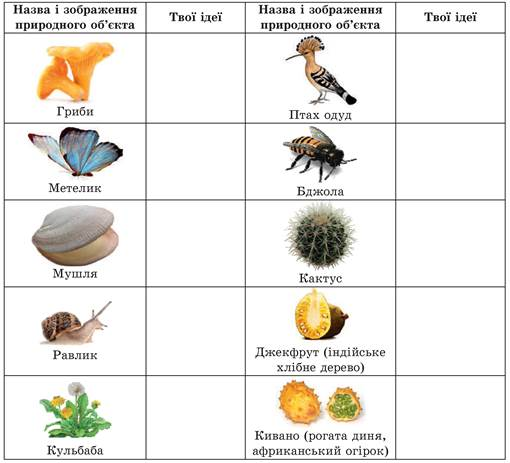 Назва і зображення
природного об'єкта
Твої ідеї
Назва і зображення
природного об'єкта
Твої ідеї
Гриби
Птах одуд
Метелик
Бджола
Мушля
Кактус
Равлик
Джекфрут (індійське
хлібне дерево)
Кульбаба
Кивано (рогата диня,
африканський огірок)